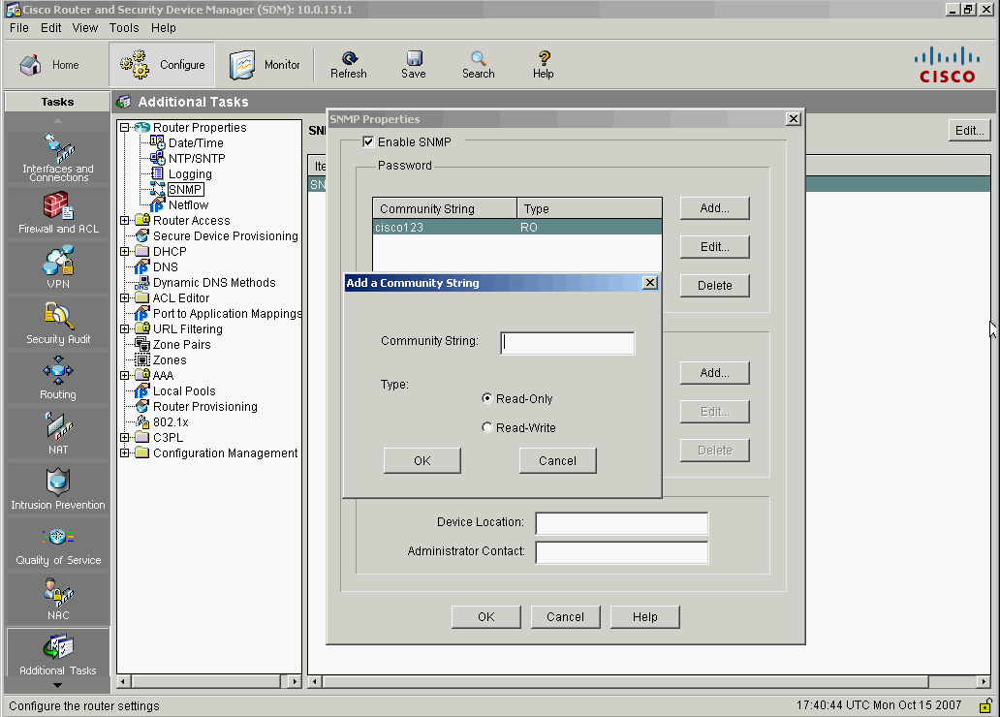 Cisco Router and Security Device Manager (SDM): 10.0.151.1
File Edit View Tools Help
Home
Configure
Monitor
Refresh
Save
Search
Help
CISCO
Tasks
Interfaces and
Connections
Firewall and ACL
VPN
Security Audit
Routing
NAT
Intrusion Prevention
Quality of Service
NAC
Additional Tasks
Additional Tasks
Router Properties
Date/Time
NTP/SNTP
Logging
SNMP
Netflow
Router Access
Secure Device Provisioning
DHCP
DNS
Dynamic DNS Methods
ACL Editor
Port to Application Mappings
URL Filtering
Zone Pairs
Zones
AAA
Local Pools
Router Provisioning
802.1x
C3PL
Configuration Management
Edit...
SNMP Properties
Enable SNMP
Password
Community String Type
cisco123 RO
Add...
Edit...
Delete
Add a Community String
Community String:
Type:
Read-Only
Read-Write
OK Cancel
Add...
Edit...
Delete
Device Location:
Administrator Contact:
OK Cancel Help
Configure the router settings
17:40:44 UTC Mon Oct 15 2007